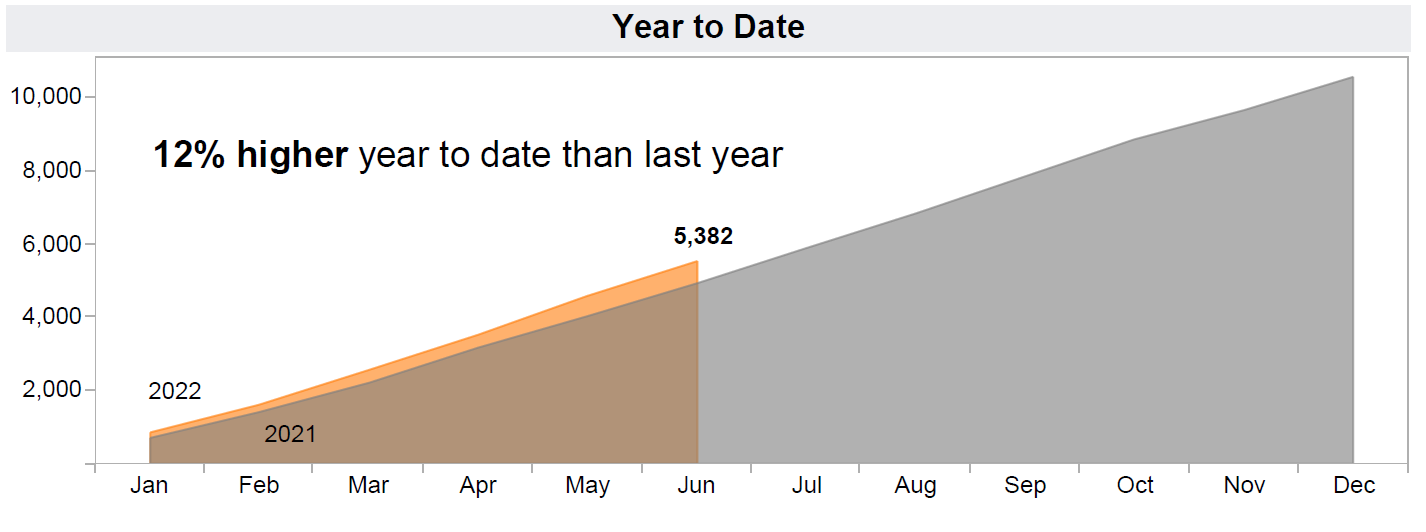 Year to Date
10,000
12% higher year to date than last year
8,000
5,382
6,000
4,000
2,000
2022
2021
Jan Feb Mar Apr May Jun Jul Aug Sep Oct Nov Dec